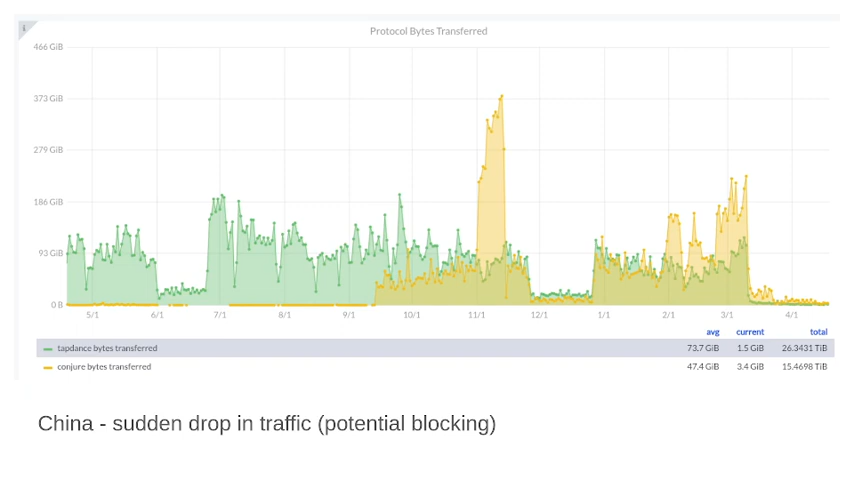 Protocol Bytes Transferred
466 GiB
373 GiB
279 GiB
186 GiB
93 GiB
0 B
5/1 6/1 7/1 8/1 9/1 10/1 11/1 12/1 1/1 2/1 3/1 4/1
avg current total
tapdance bytes transferred 73.7 GiB 1.5 GiB 26.3431 TiB
conjure bytes transferred 47.4 GiB 3.4 GiB 15.4698 TiB
China - sudden drop in traffic (potential blocking)